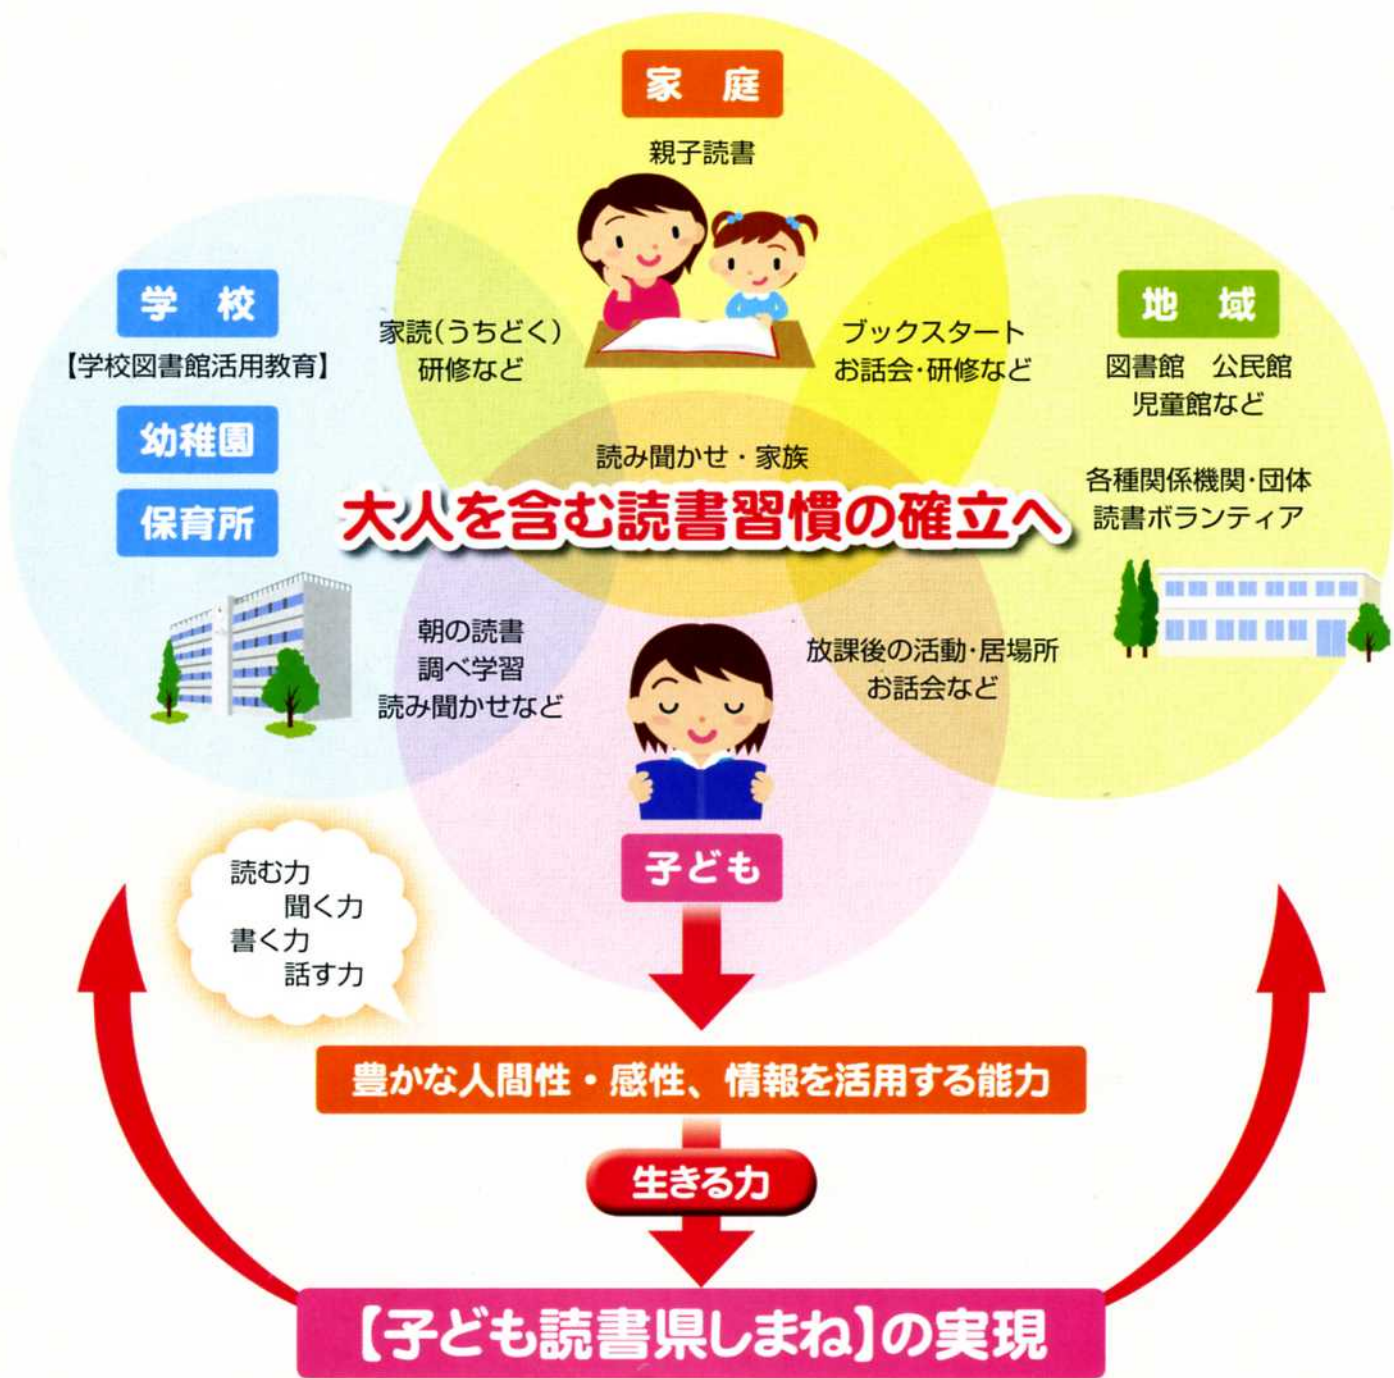 家 庭
親子読書
学 校
【学校図書館活用教育】
幼稚園
保育所
家読(うちどく)
研修など
ブックスタート
お話会・研修など
地 域
図書館 公民館
児童館など
各種関係機関・団体
読書ボランティア
読み聞かせ・家族
大人を含む読書習慣の確立へ
朝の読書
調べ学習
読み聞かせなど
放課後の活動・居場所
お話会など
子ども
読む力
聞く力
書く力
話す力
豊かな人間性・感性、情報を活用する能力
生きる力
【子ども読書県しまね】の実現